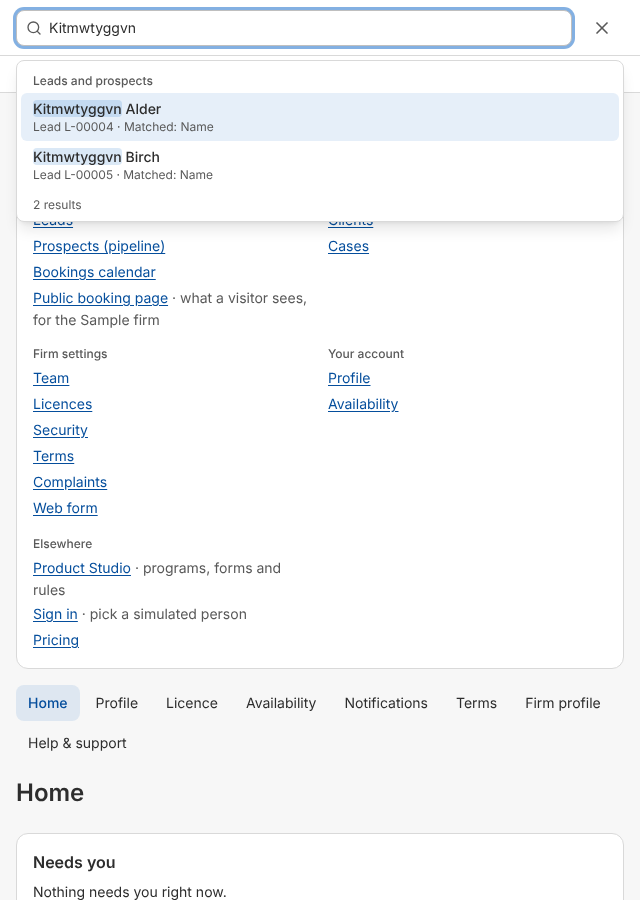 Kitmwtyggvn
Leads and prospects
Kitmwtyggvn Alder
Lead L-00004 · Matched: Name
Kitmwtyggvn Birch
Lead L-00005 · Matched: Name
2 results
Leads
Clients
Prospects (pipeline)
Cases
Bookings calendar
Public booking page · what a visitor sees,
for the Sample firm
Firm settings
Your account
Team
Profile
Licences
Availability
Security
Terms
Complaints
Web form
Elsewhere
Product Studio · programs, forms and
rules
Sign in · pick a simulated person
Pricing
Home Profile Licence Availability Notifications Terms Firm profile
Help & support
Home
Needs you
Nothing needs you right now.